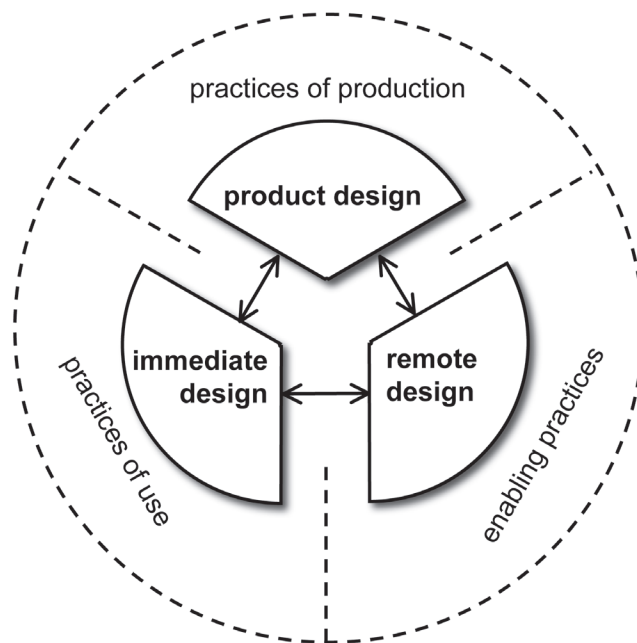 practices of production
product design
immediate
design
remote
design
practices of use
enabling practices